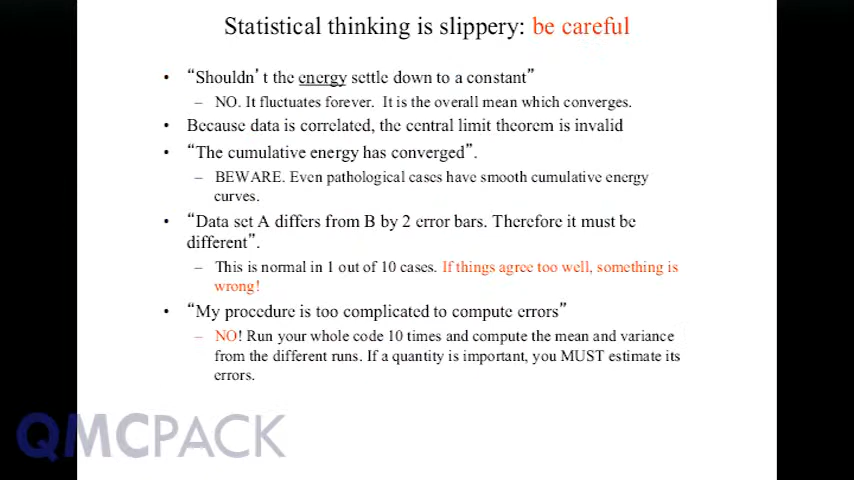 Statistical thinking is slippery: be careful
• “Shouldn’t the energy settle down to a constant”
– NO. It fluctuates forever. It is the overall mean which converges.
• Because data is correlated, the central limit theorem is invalid
• “The cumulative energy has converged”.
– BEWARE. Even pathological cases have smooth cumulative energy
curves.
• “Data set A differs from B by 2 error bars. Therefore it must be
different”.
– This is normal in 1 out of 10 cases. If things agree too well, something is
wrong!
• “My procedure is too complicated to compute errors”
– NO! Run your whole code 10 times and compute the mean and variance
from the different runs. If a quantity is important, you MUST estimate its
errors.
QMCPACK